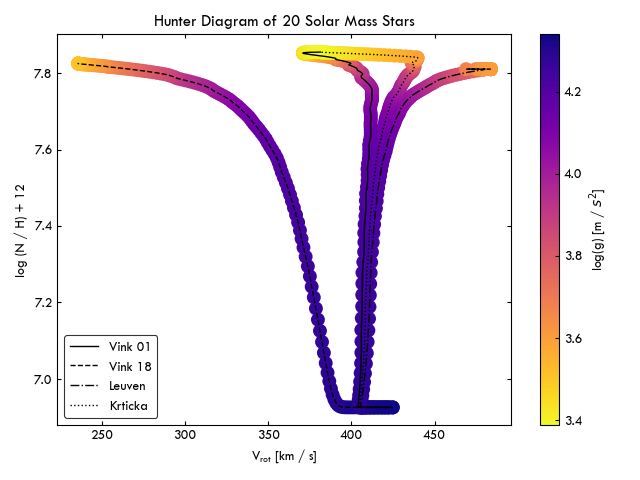 Hunter Diagram of 20 Solar Mass Stars
log (N / H) + 12
7.8
7.6
7.4
7.2
7.0
Vink 01
Vink 18
Leuven
Krticka
250
300
350
400
450
V_rot [km / s]
4.2
4.0
3.8
3.6
3.4
log(g) [m / s²]